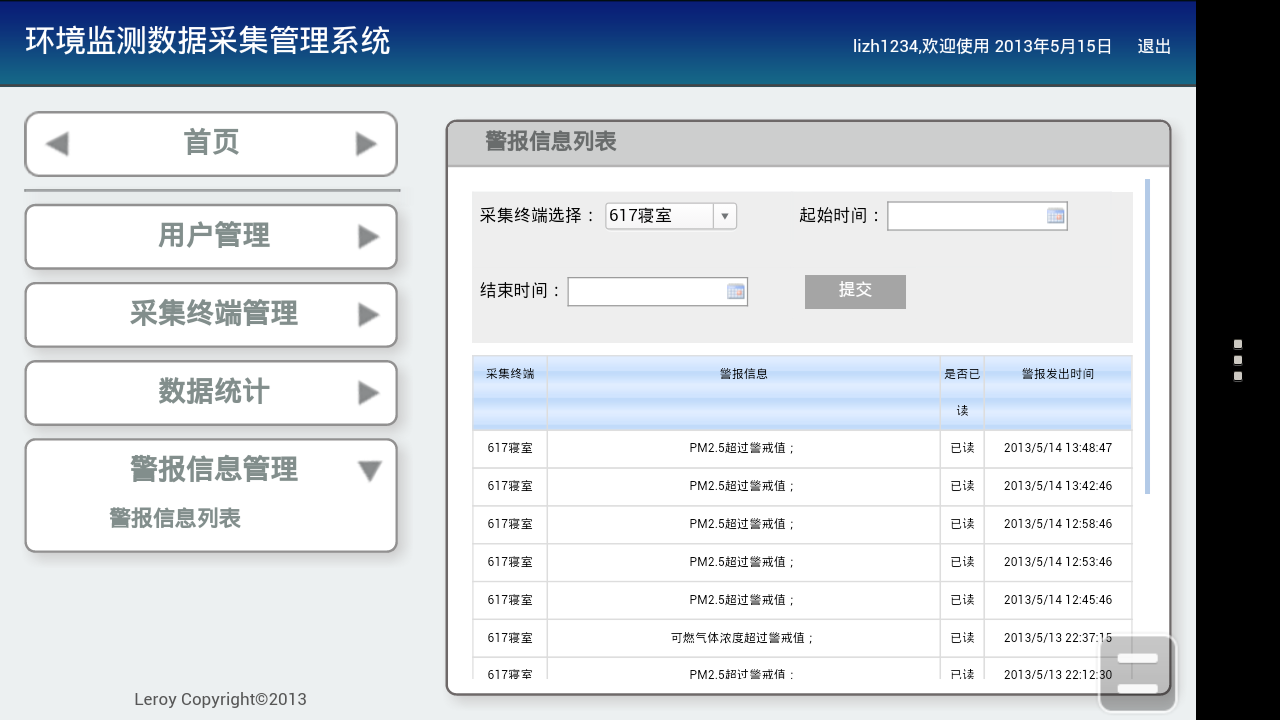 环境监测数据采集管理系统
lizh1234,欢迎使用 2013年5月15日 退出
首页
用户管理
采集终端管理
数据统计
警报信息管理
警报信息列表
Leroy Copyright©2013
警报信息列表
采集终端选择： 617寝室 起始时间：
结束时间： 提交
采集终端 警报信息 是否已读 警报发出时间
617寝室 PM2.5超过警戒值； 已读 2013/5/14 13:48:47
617寝室 PM2.5超过警戒值； 已读 2013/5/14 13:42:46
617寝室 PM2.5超过警戒值； 已读 2013/5/14 12:58:46
617寝室 PM2.5超过警戒值； 已读 2013/5/14 12:53:46
617寝室 PM2.5超过警戒值； 已读 2013/5/14 12:45:46
617寝室 可燃气体浓度超过警戒值； 已读 2013/5/13 22:37:15
617寝室 PM2.5超过警戒值； 已读 2013/5/13 22:12:30